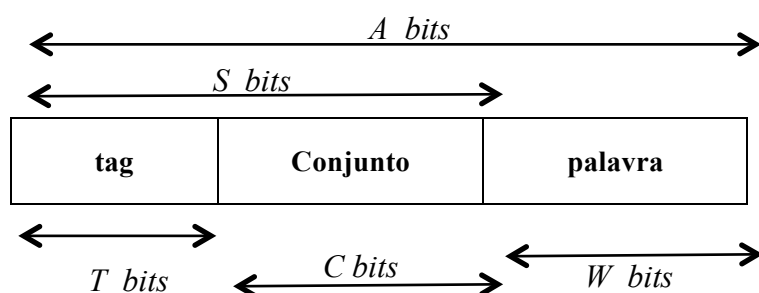 A bits
S bits
tag Conjunto palavra
T bits C bits W bits